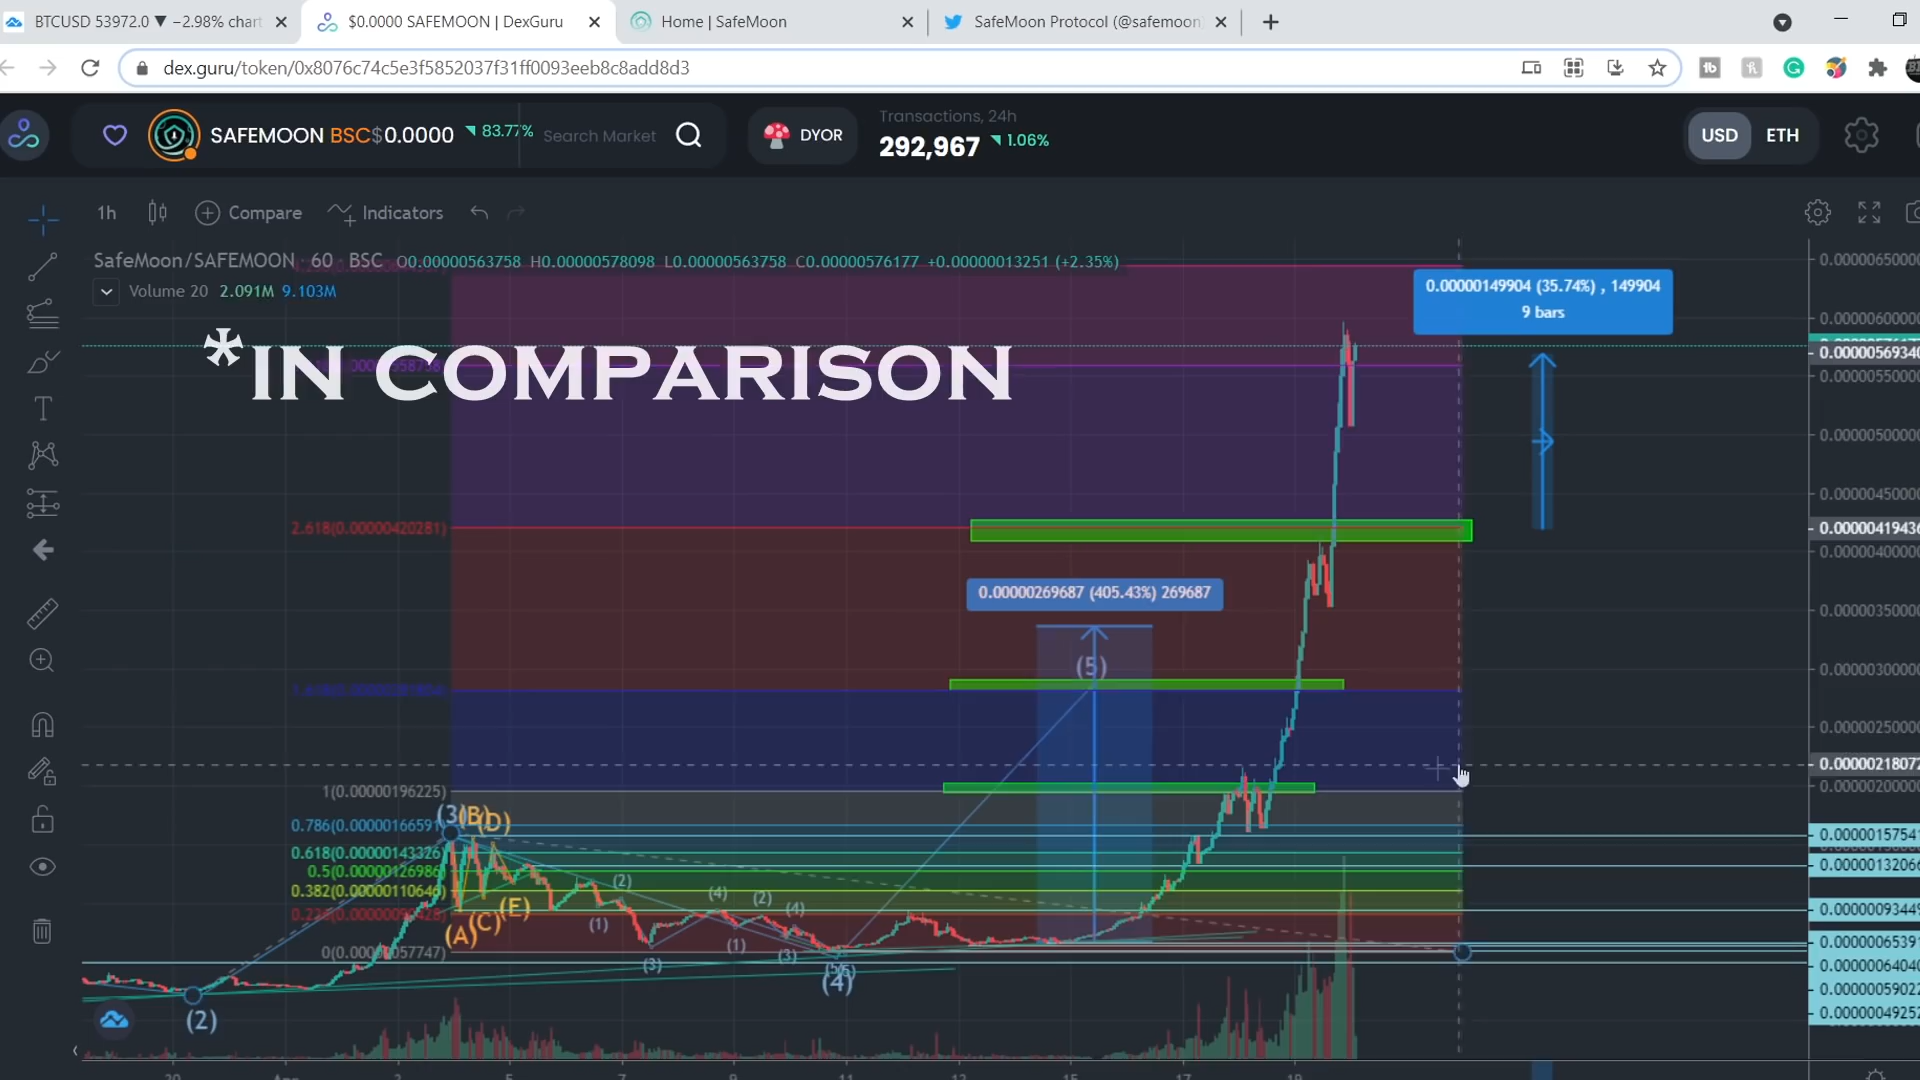 BTCUSD 53972.0 ▼ −2.98% chart
$0.0000 SAFEMOON | DexGuru
Home | SafeMoon
SafeMoon Protocol (@safemoon
dex.guru/token/0x8076c74c5e3f5852037f31ff0093eeb8c8add8d3
SAFEMOON BSC $0.0000 83.77%
Search Market
DYOR
Transactions, 24h
292,967 1.06%
USD ETH
1h Compare Indicators
SafeMoon/SAFEMOON · 60 · BSC O0.00000563758 H0.00000578098 L0.00000563758 C0.00000576177 +0.00000013251 (+2.35%)
Volume 20 2.091M 9.103M
*IN COMPARISON
0.00000149904 (35.74%) , 149904
9 bars
2.618(0.00000420281)
0.00000269687 (405.43%) 269687
(5)
1(0.00000196225)
0.786(0.00000166591)
0.618(0.00000143326)
0.5(0.00000126986)
0.382(0.00000110646)
(3) (B) (D)
(A) (C) (E)
(1) (2) (3) (4)
(1) (2) (3) (4)
(4)
(2)
0.0000065000
0.0000060000
0.0000056934
0.0000055000
0.0000050000
0.0000045000
0.0000041943
0.0000040000
0.0000035000
0.0000030000
0.0000025000
0.0000021807
0.0000020000
0.0000015754
0.0000013206
0.0000009344
0.0000006539
0.0000006404
0.0000005902
0.0000004925